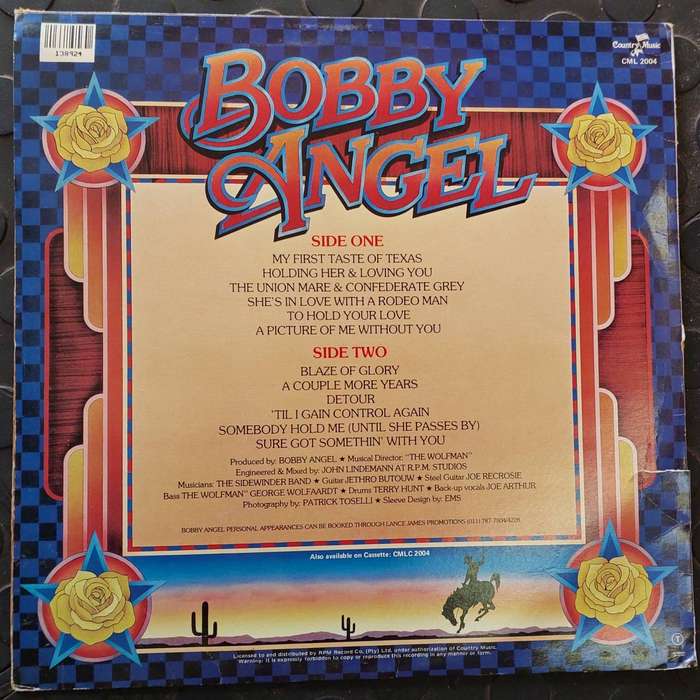 138924
Country Music
CML 2004
BOBBY
ANGEL
SIDE ONE
MY FIRST TASTE OF TEXAS
HOLDING HER & LOVING YOU
THE UNION MARE & CONFEDERATE GREY
SHE'S IN LOVE WITH A RODEO MAN
TO HOLD YOUR LOVE
A PICTURE OF ME WITHOUT YOU
SIDE TWO
BLAZE OF GLORY
A COUPLE MORE YEARS
DETOUR
'TIL I GAIN CONTROL AGAIN
SOMEBODY HOLD ME (UNTIL SHE PASSES BY)
SURE GOT SOMETHIN' WITH YOU
Produced by: BOBBY ANGEL ★ Musical Director: "THE WOLFMAN"
Engineered & Mixed by: JOHN LINDEMANN AT R.P.M. STUDIOS
Musicians: THE SIDEWINDER BAND ★ Guitar JETHRO BUTOUW ★ Steel Guitar JOE RECROSIE
Bass THE WOLFMAN" GEORGE WOLFAARDT ★ Drums TERRY HUNT ★ Back-up vocals JOE ARTHUR
Photography by: PATRICK TOSELLI ★ Sleeve Design by: EMS
BOBBY ANGEL PERSONAL APPEARANCES CAN BE BOOKED THROUGH LANCE JAMES PROMOTIONS (011) 787-7004/4228
Also available on Cassette: CMLC 2004
Licensed to and distributed by RPM Record Co. (Pty) Ltd. under authorization of Country Music.
Warning: It is expressly forbidden to copy or reproduce this recording in any manner or form.